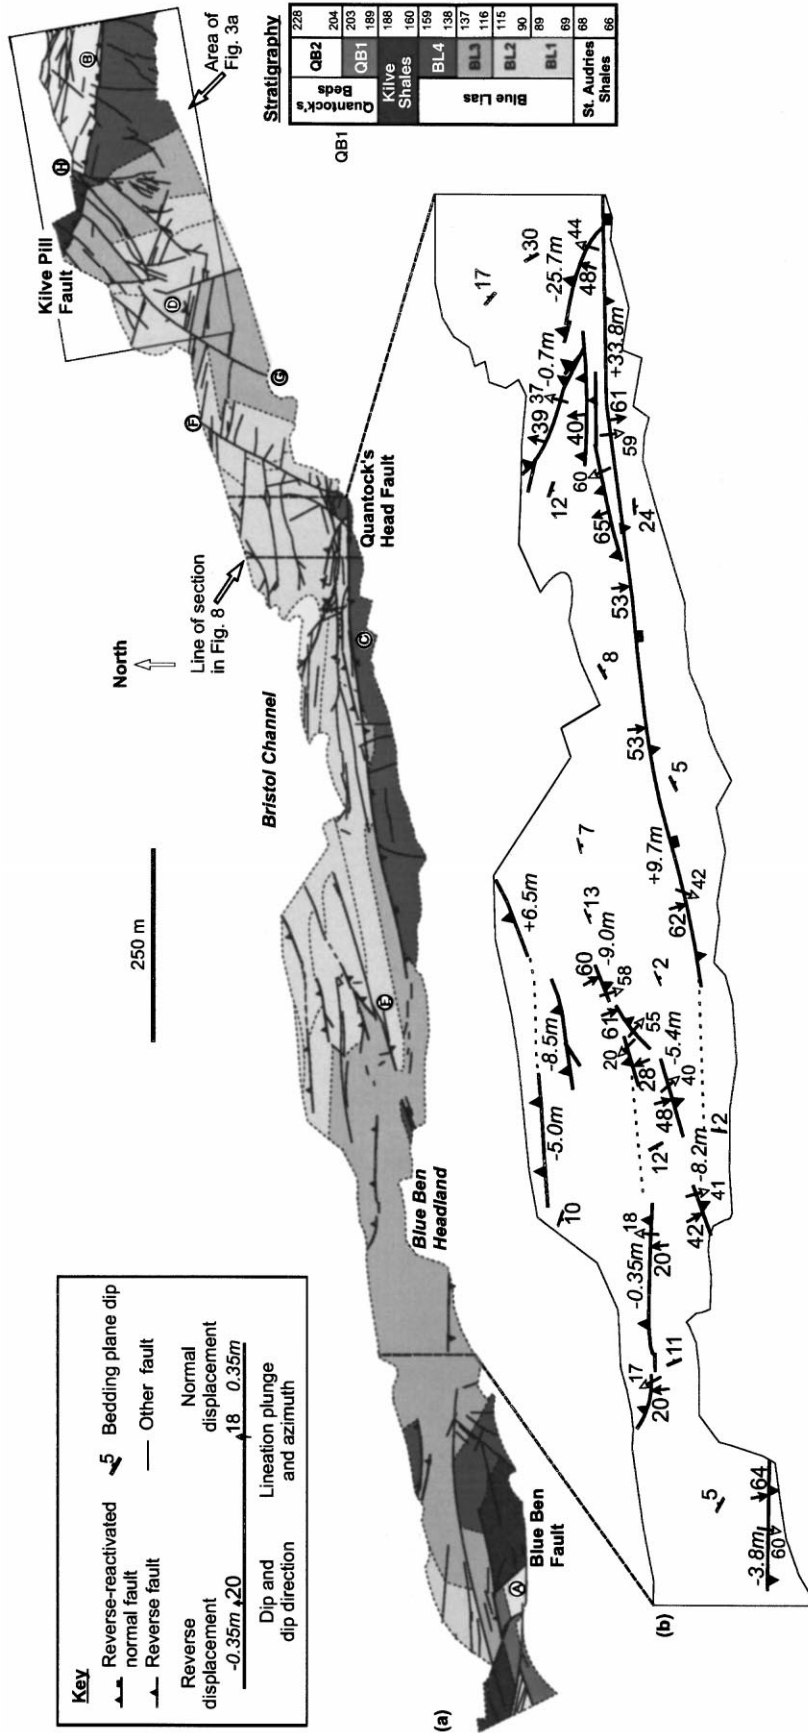 Key
Reverse-reactivated
normal fault
Reverse fault
5 Bedding plane dip
Other fault
Reverse
displacement
Normal
displacement
-0.35m 20 18 0.35m
Dip and
dip direction
Lineation plunge
and azimuth
250 m
North
Line of section
in Fig. 8
Kilve Pill
Fault
Area of
Fig. 3a
Bristol Channel
Blue Ben
Headland
Quantock's
Head Fault
Blue Ben
Fault
A
B
C
D
E
F
G
H
(a)
Stratigraphy
Quantock's
Beds
QB2 228 204
QB1 203 189
Kilve
Shales 188 160
Blue Lias
BL4 159 138
BL3 137 116
BL2 115 90
BL1 89 69
St. Audries
Shales 68 66
QB1
(b)
-3.8m
60
64
5
17
20
11
-0.35m
18
20
10
-5.0m
-8.5m
+6.5m
12
-8.2m
42
41
2
48
40
-5.4m
28
20
55
61
58
60
-9.0m
13
7
2
62
42
+9.7m
5
53
8
53
24
65
60
12
39
37
-0.7m
40
59
61
+33.8m
-25.7m
48
44
30
17